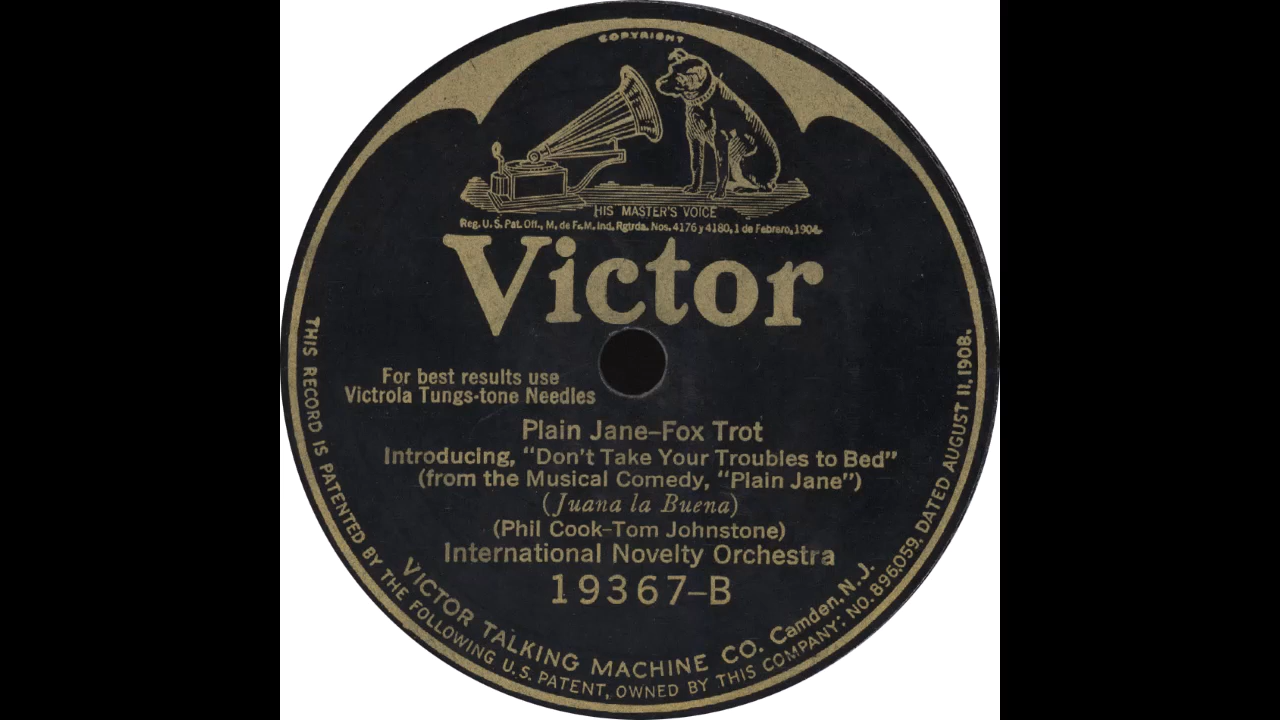 COPYRIGHT
HIS MASTER'S VOICE
Reg. U.S. Pat. Off., M. de F. M. Ind. Rgtrda. Nos. 4176 y 4180, 1 de Febrero, 1904.
Victor
For best results use
Victrola Tungs-tone Needles
Plain Jane-Fox Trot
Introducing, "Don't Take Your Troubles to Bed"
(from the Musical Comedy, "Plain Jane")
(Juana la Buena)
(Phil Cook-Tom Johnstone)
International Novelty Orchestra
19367-B
VICTOR TALKING MACHINE CO. Camden, N.J.
THIS RECORD IS PATENTED BY THE FOLLOWING U.S. PATENT, OWNED BY THIS COMPANY: NO. 896,059, DATED AUGUST 11, 1908.